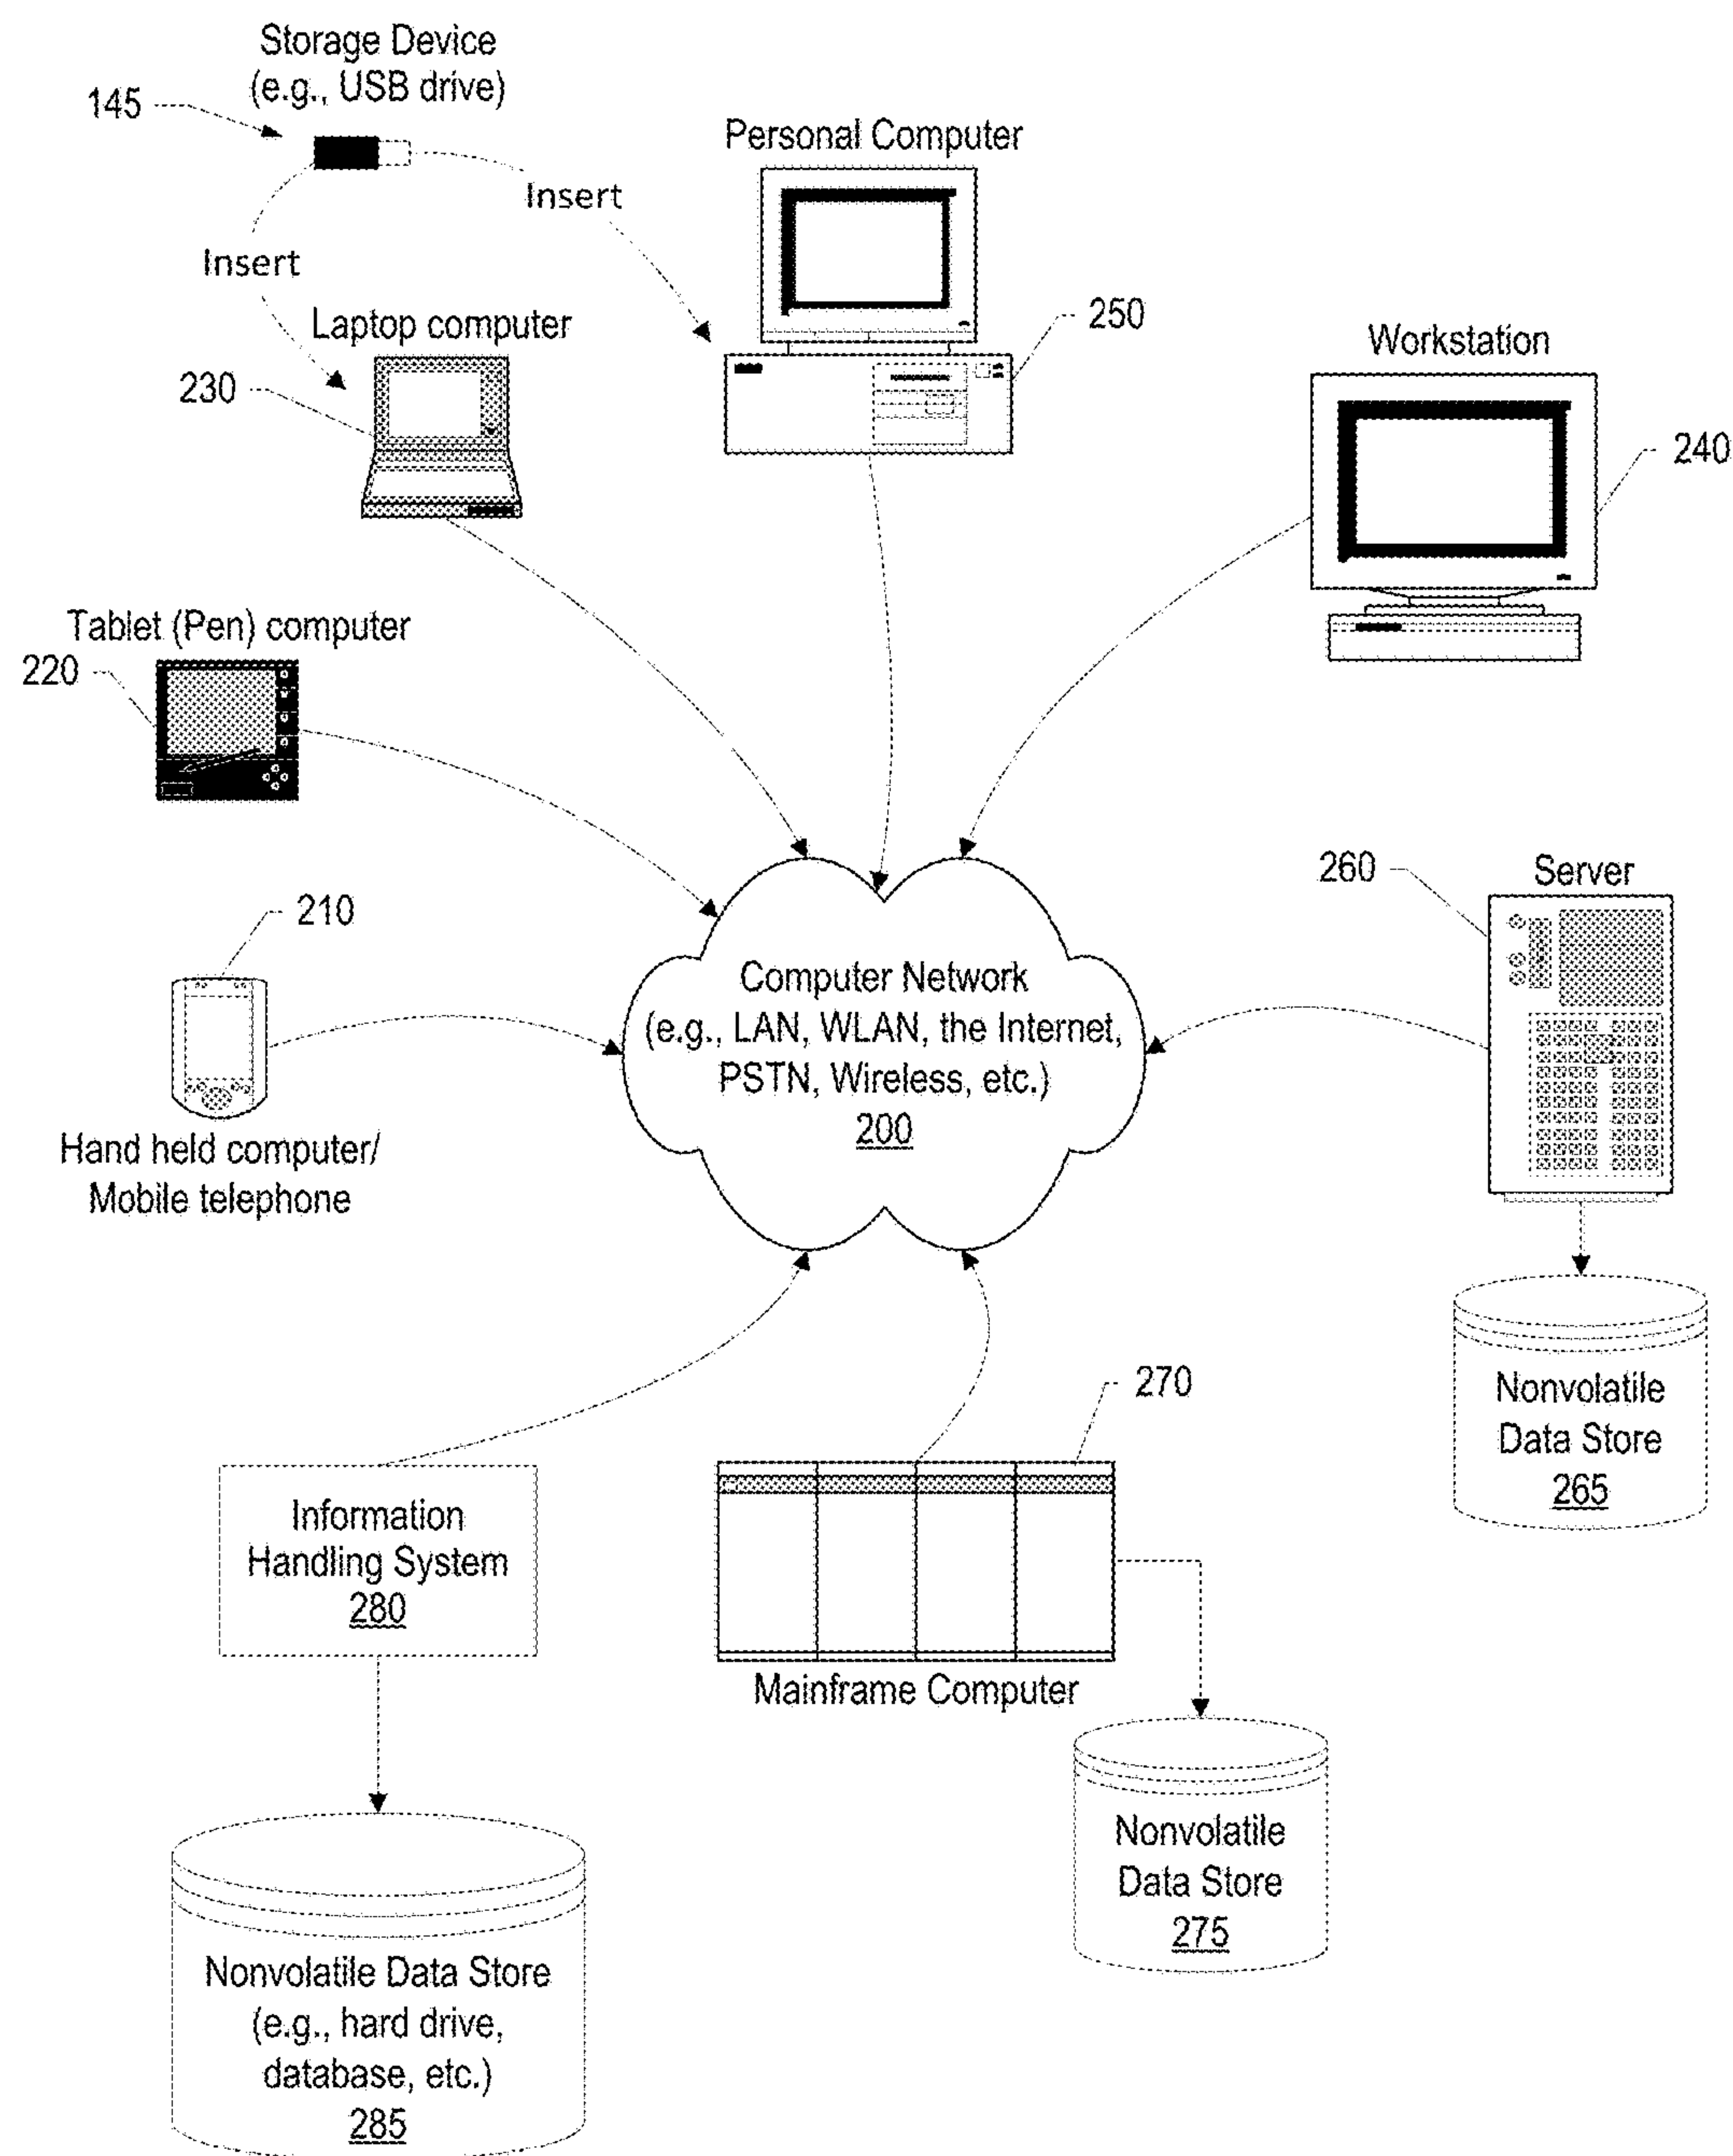 Storage Device
(e.g., USB drive)
145
Insert
Insert
Personal Computer
250
Laptop computer
230
Workstation
240
Tablet (Pen) computer
220
210
Hand held computer/
Mobile telephone
Computer Network
(e.g., LAN, WLAN, the Internet,
PSTN, Wireless, etc.)
200
260
Server
Nonvolatile
Data Store
265
270
Mainframe Computer
Nonvolatile
Data Store
275
Information
Handling System
280
Nonvolatile Data Store
(e.g., hard drive,
database, etc.)
285